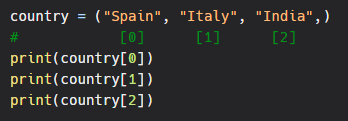 country = ("Spain", "Italy", "India",)
#             [0]      [1]      [2]
print(country[0])
print(country[1])
print(country[2])